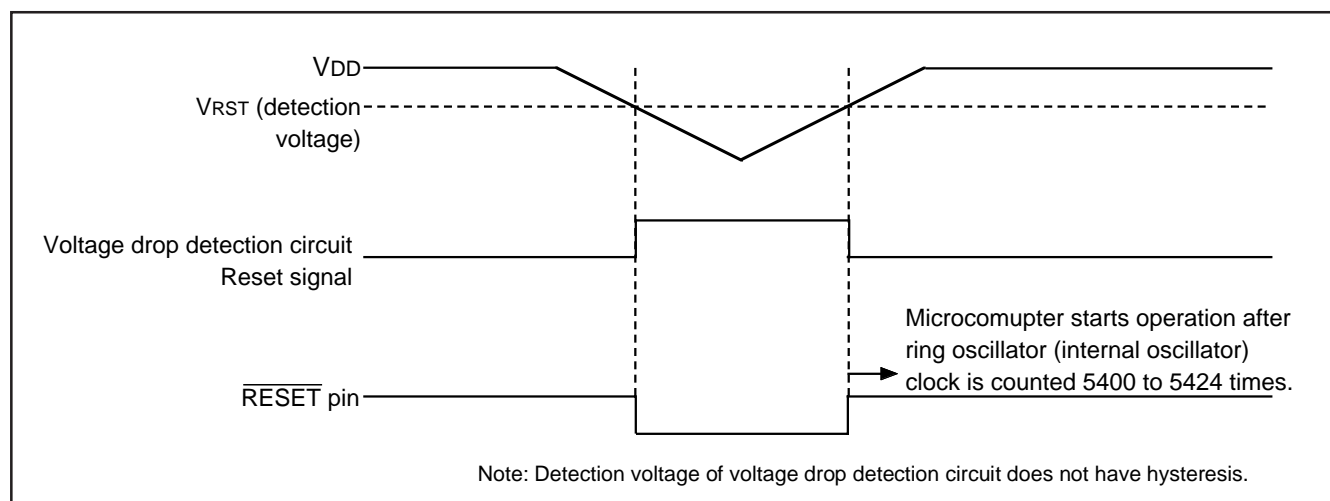 VDD
VRST (detection
voltage)
Voltage drop detection circuit
Reset signal
Microcomupter starts operation after
ring oscillator (internal oscillator)
clock is counted 5400 to 5424 times.
RESET pin
Note: Detection voltage of voltage drop detection circuit does not have hysteresis.